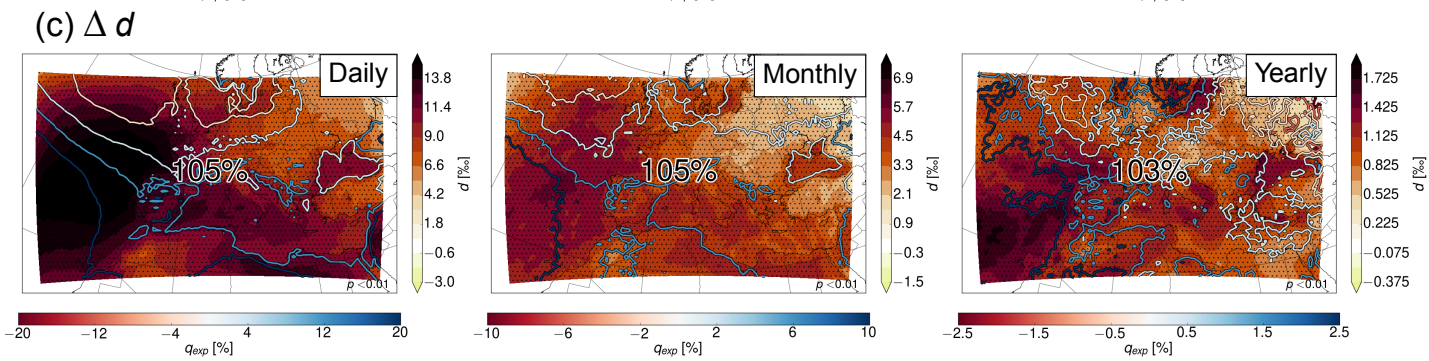 (c) Δ d
Daily
105%
p <0.01
13.8
11.4
9.0
6.6
4.2
1.8
−0.6
−3.0
d [‰]
−20 −12 −4 4 12 20
q_exp [%]
Monthly
105%
p <0.01
6.9
5.7
4.5
3.3
2.1
0.9
−0.3
−1.5
d [‰]
−10 −6 −2 2 6 10
q_exp [%]
Yearly
103%
p <0.01
1.725
1.425
1.125
0.825
0.525
0.225
−0.075
−0.375
d [‰]
−2.5 −1.5 −0.5 0.5 1.5 2.5
q_exp [%]